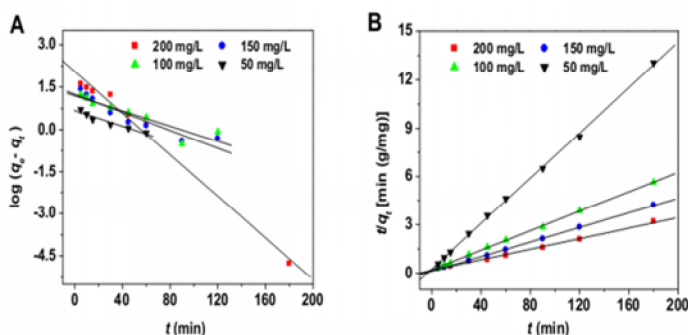 A
200 mg/L 150 mg/L
100 mg/L 50 mg/L
3.0
1.5
0.0
-1.5
-3.0
-4.5
log (qe - qt)
0 40 80 120 160 200
t (min)
B
200 mg/L 150 mg/L
100 mg/L 50 mg/L
15
12
9
6
3
0
t/qt [min (g/mg)]
0 40 80 120 160 200
t (min)